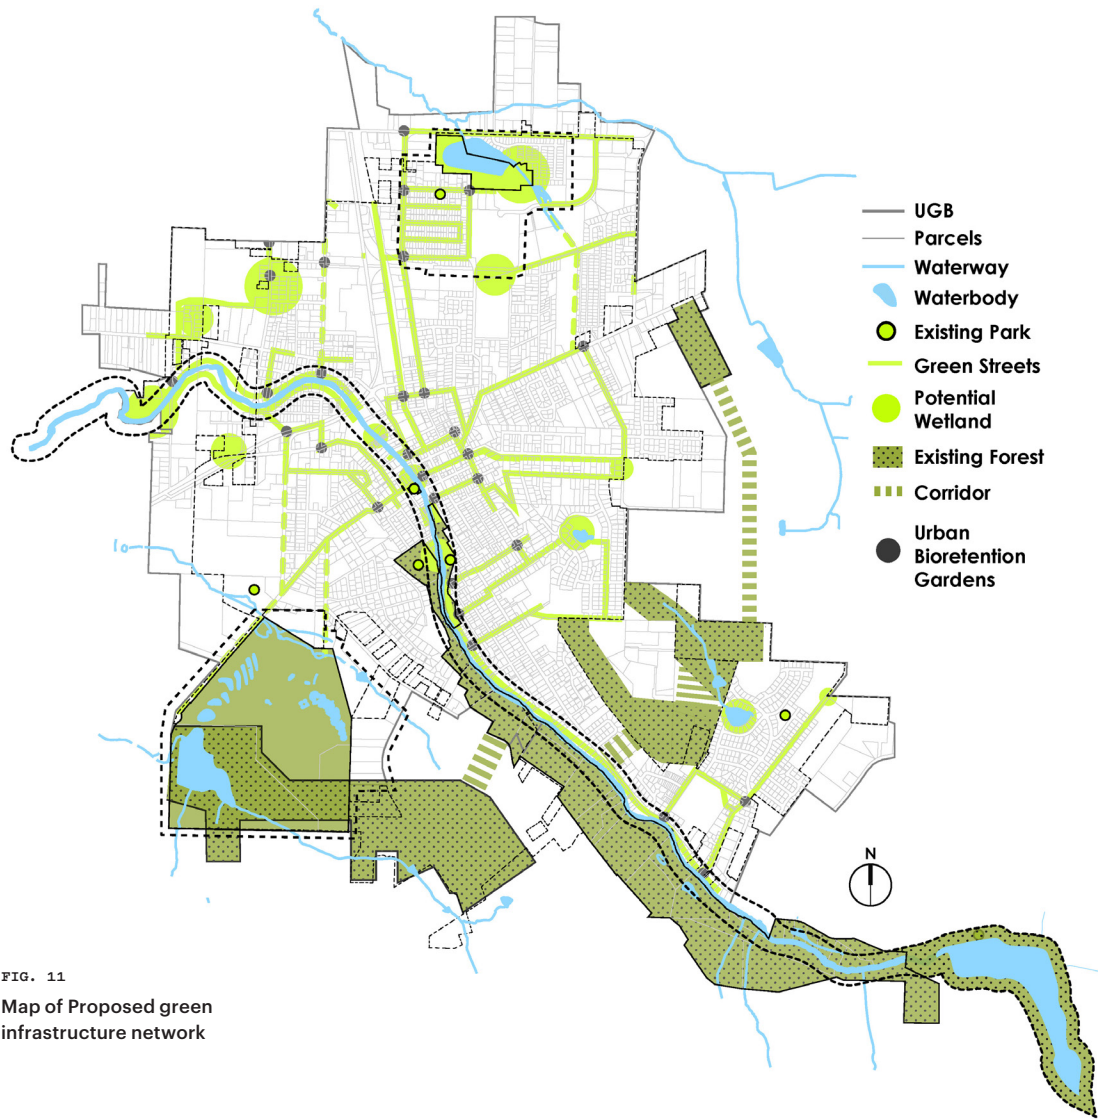 UGB
Parcels
Waterway
Waterbody
Existing Park
Green Streets
Potential
Wetland
Existing Forest
Corridor
Urban
Bioretention
Gardens
N
FIG. 11
Map of Proposed green
infrastructure network